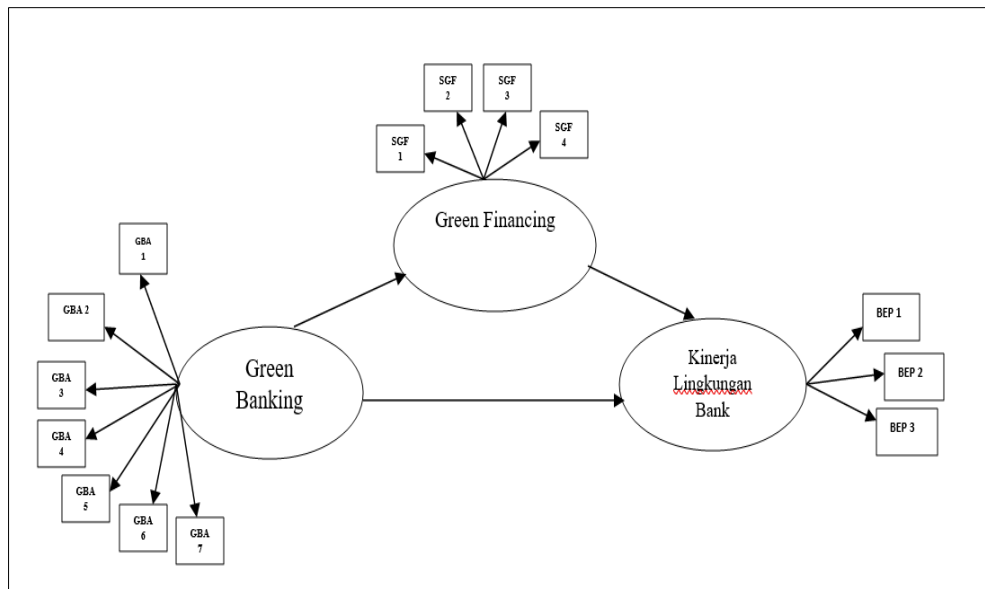 SGF
2
SGF
3
SGF
1
SGF
4
Green Financing
GBA
1
GBA 2
GBA
3
GBA
4
GBA
5
GBA
6
GBA
7
Green
Banking
Kinerja
Lingkungan
Bank
BEP 1
BEP 2
BEP 3